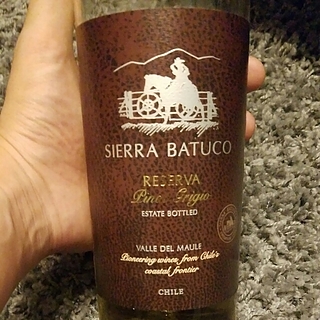 SIERRA BATUCO
RESERVA
Pinot Grigio
ESTATE BOTTLED
VALLE DEL MAULE
Pioneering wines from Chile's
coastal frontier
CHILE